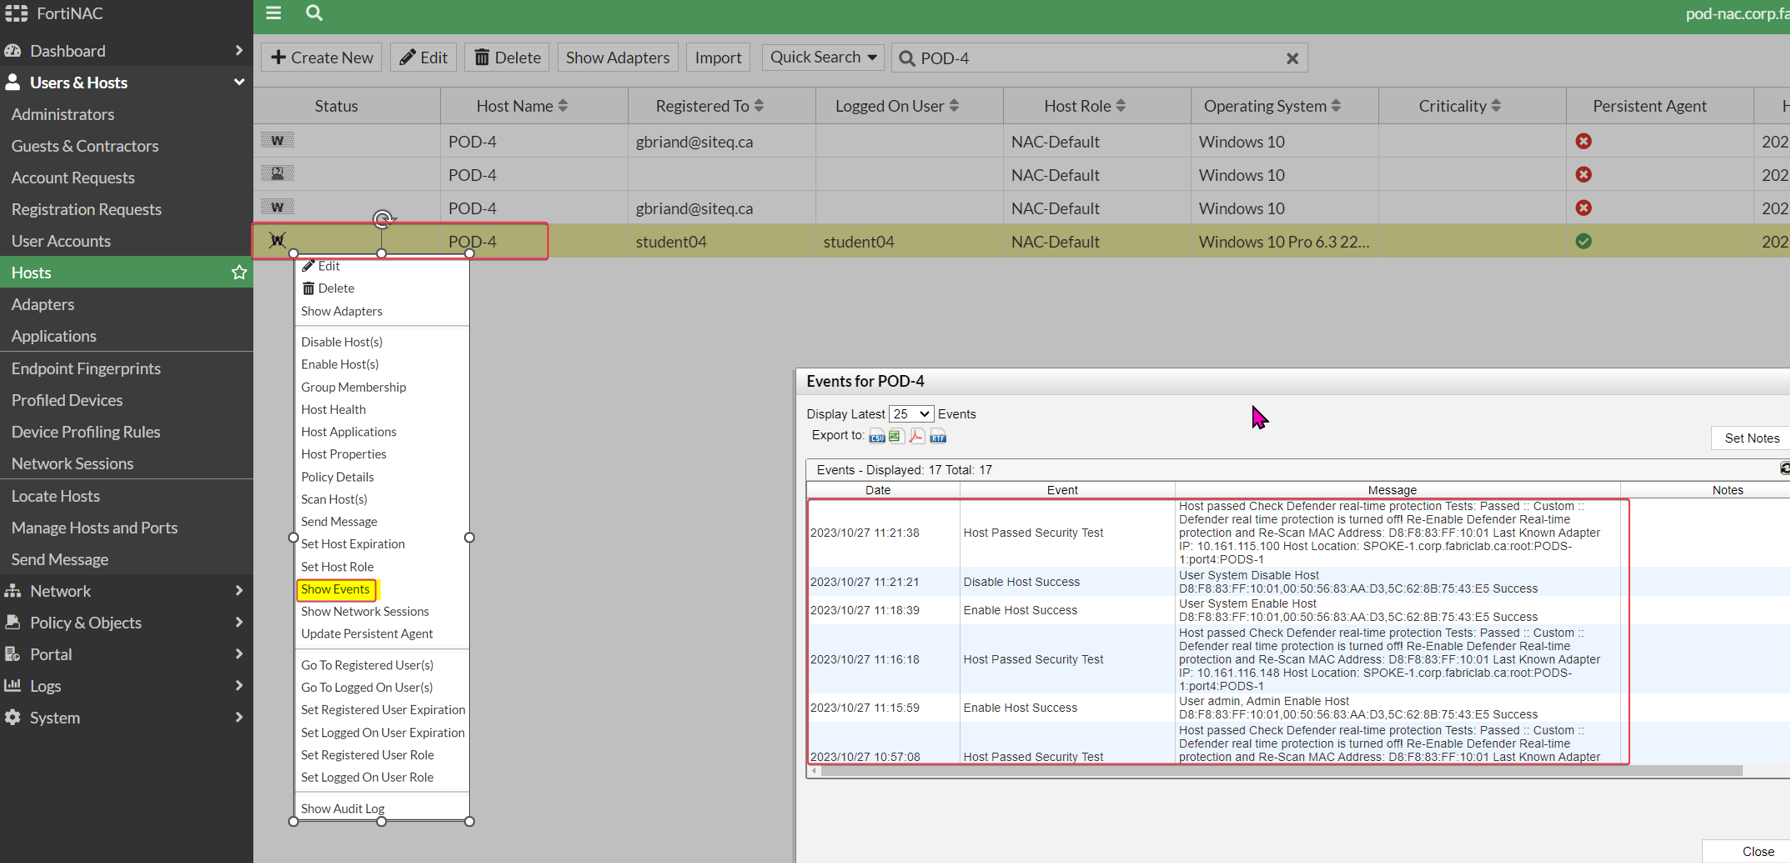 FortiNAC
pod-nac.corp.fa
Dashboard
Users & Hosts
Administrators
Guests & Contractors
Account Requests
Registration Requests
User Accounts
Hosts
Adapters
Applications
Endpoint Fingerprints
Profiled Devices
Device Profiling Rules
Network Sessions
Locate Hosts
Manage Hosts and Ports
Send Message
Network
Policy & Objects
Portal
Logs
System
Create New Edit Delete Show Adapters Import Quick Search POD-4
Status Host Name Registered To Logged On User Host Role Operating System Criticality Persistent Agent H
W POD-4 gbriand@siteq.ca NAC-Default Windows 10 202
POD-4 NAC-Default Windows 10 202
W POD-4 gbriand@siteq.ca NAC-Default Windows 10 202
W POD-4 student04 student04 NAC-Default Windows 10 Pro 6.3 22... 202
Edit
Delete
Show Adapters
Disable Host(s)
Enable Host(s)
Group Membership
Host Health
Host Applications
Host Properties
Policy Details
Scan Host(s)
Send Message
Set Host Expiration
Set Host Role
Show Events
Show Network Sessions
Update Persistent Agent
Go To Registered User(s)
Go To Logged On User(s)
Set Registered User Expiration
Set Logged On User Expiration
Set Registered User Role
Set Logged On User Role
Show Audit Log
Events for POD-4
Display Latest 25 Events
Export to: CSV RTF
Set Notes
Events - Displayed: 17 Total: 17
Date Event Message Notes
2023/10/27 11:21:38 Host Passed Security Test
Host passed Check Defender real-time protection Tests: Passed :: Custom ::
Defender real time protection is turned off! Re-Enable Defender Real-time
protection and Re-Scan MAC Address: D8:F8:83:FF:10:01 Last Known Adapter
IP: 10.161.115.100 Host Location: SPOKE-1.corp.fabriclab.ca:root:PODS-
1:port4:PODS-1
2023/10/27 11:21:21 Disable Host Success
User System Disable Host
D8:F8:83:FF:10:01,00:50:56:83:AA:D3,5C:62:8B:75:43:E5 Success
2023/10/27 11:18:39 Enable Host Success
User System Enable Host
D8:F8:83:FF:10:01,00:50:56:83:AA:D3,5C:62:8B:75:43:E5 Success
2023/10/27 11:16:18 Host Passed Security Test
Host passed Check Defender real-time protection Tests: Passed :: Custom ::
Defender real time protection is turned off! Re-Enable Defender Real-time
protection and Re-Scan MAC Address: D8:F8:83:FF:10:01 Last Known Adapter
IP: 10.161.116.148 Host Location: SPOKE-1.corp.fabriclab.ca:root:PODS-
1:port4:PODS-1
2023/10/27 11:15:59 Enable Host Success
User admin, Admin Enable Host
D8:F8:83:FF:10:01,00:50:56:83:AA:D3,5C:62:8B:75:43:E5 Success
2023/10/27 10:57:08 Host Passed Security Test
Host passed Check Defender real-time protection Tests: Passed :: Custom ::
Defender real time protection is turned off! Re-Enable Defender Real-time
protection and Re-Scan MAC Address: D8:F8:83:FF:10:01 Last Known Adapter
Close